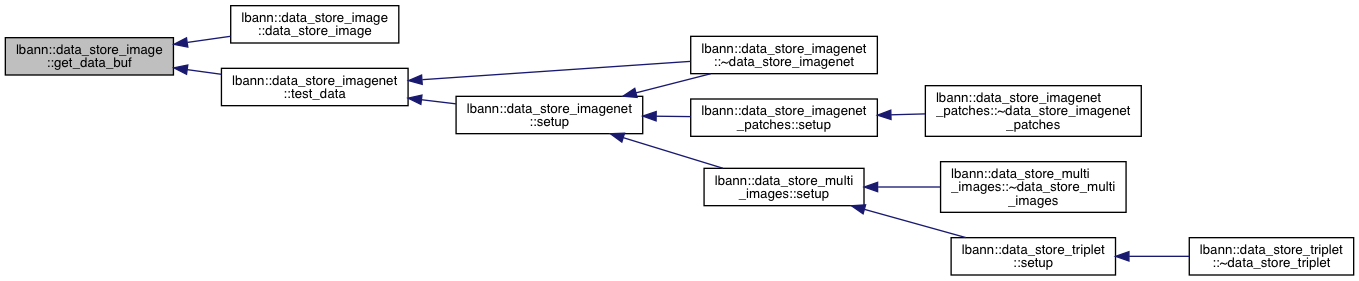 lbann::data_store_image
::get_data_buf
lbann::data_store_image
::data_store_image
lbann::data_store_imagenet
::test_data
lbann::data_store_imagenet
::setup
lbann::data_store_imagenet
::~data_store_imagenet
lbann::data_store_imagenet
_patches::setup
lbann::data_store_imagenet
_patches::~data_store_imagenet
_patches
lbann::data_store_multi
_images::setup
lbann::data_store_multi
_images::~data_store_multi
_images
lbann::data_store_triplet
::setup
lbann::data_store_triplet
::~data_store_triplet